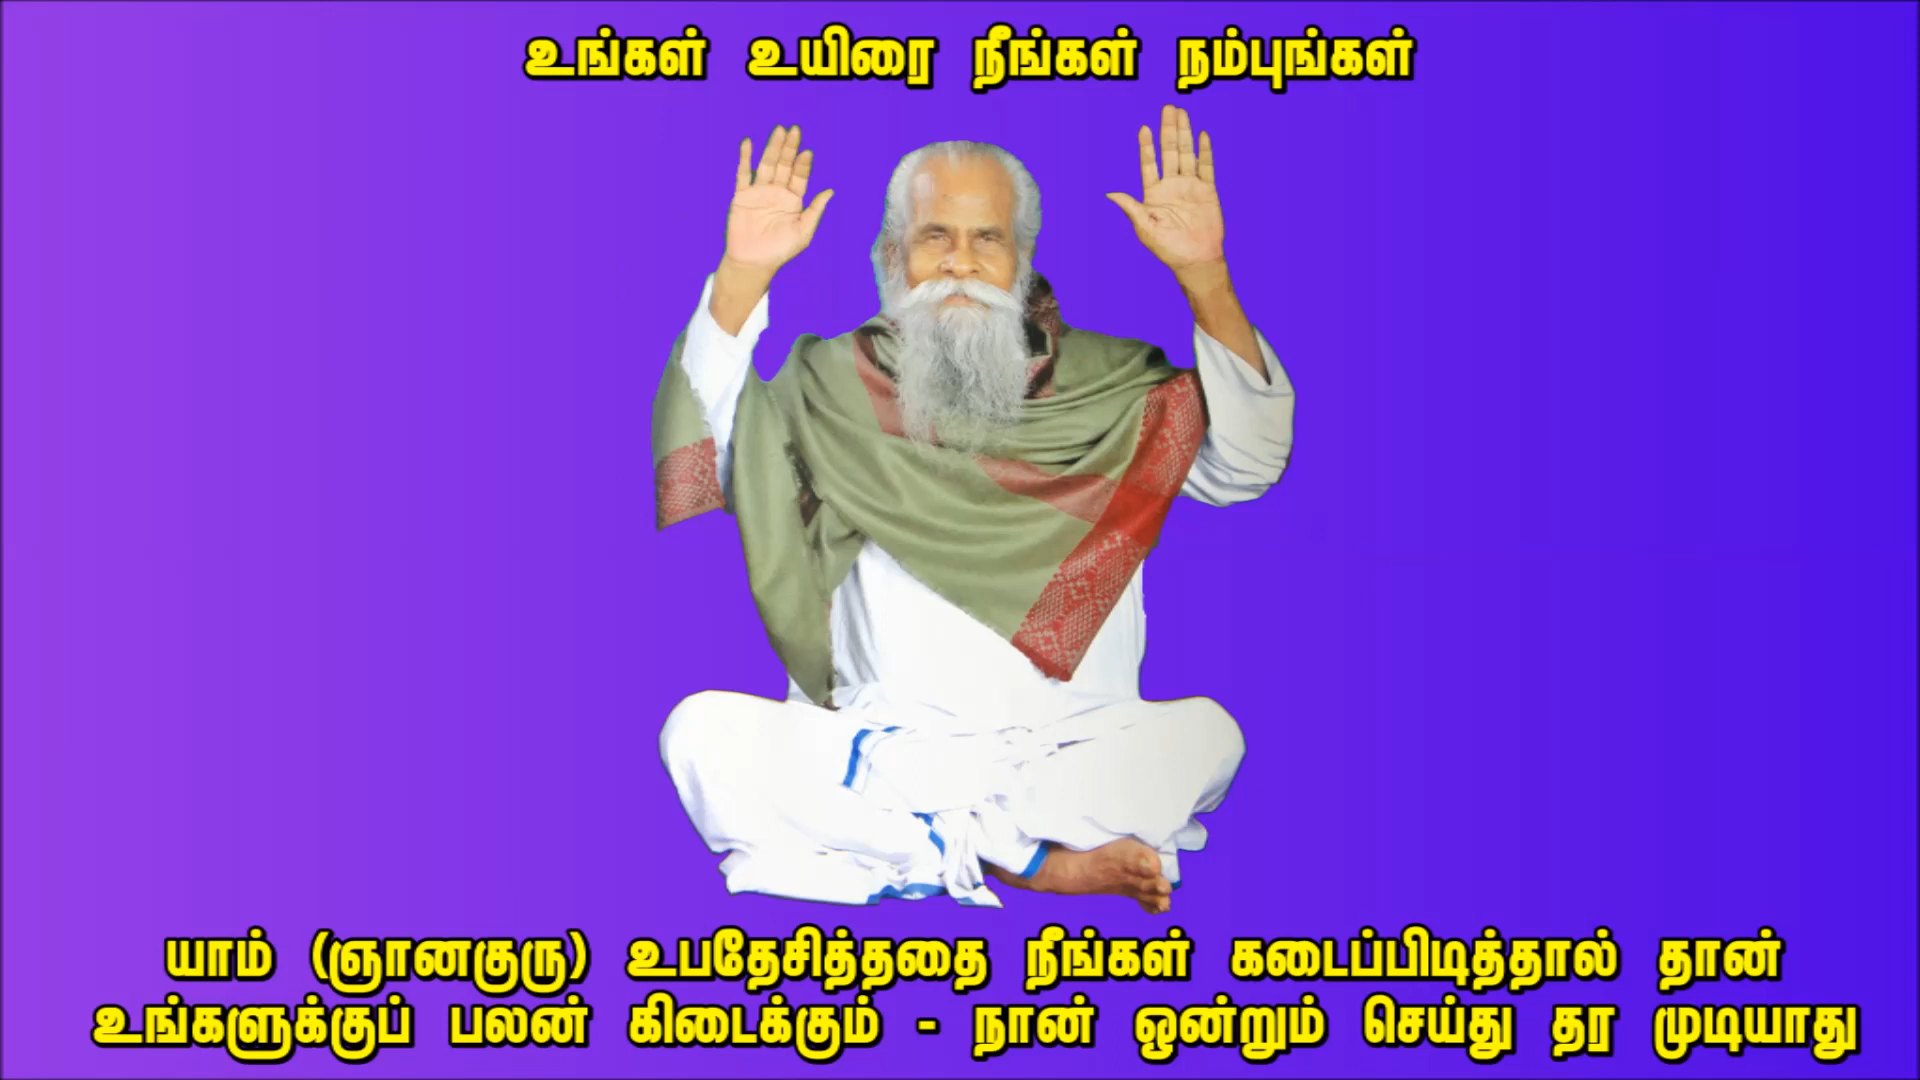 உங்கள் உயிரை நீங்கள் நம்புங்கள்
யாம் (ஞானகுரு) உபதேசித்ததை நீங்கள் கடைப்பிடித்தால் தான்
உங்களுக்குப் பலன் கிடைக்கும் - நான் ஒன்றும் செய்து தர முடியாது